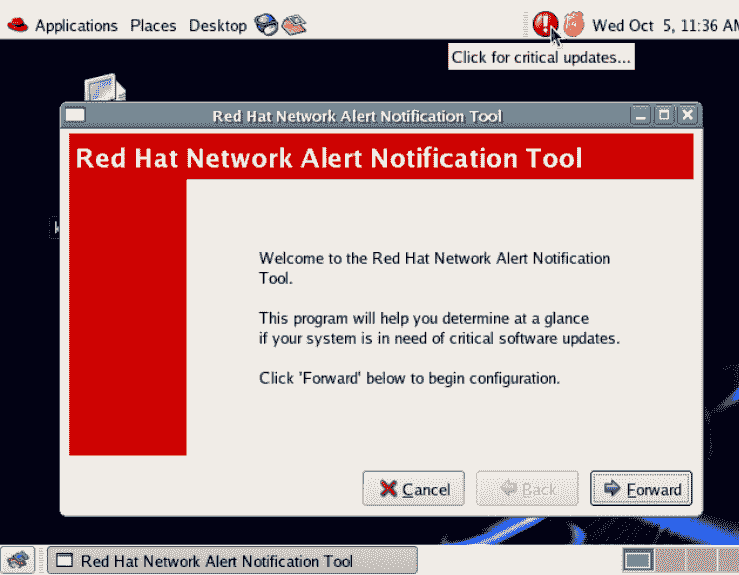 Applications Places Desktop Wed Oct 5, 11:36 AM
Click for critical updates...
Red Hat Network Alert Notification Tool
Red Hat Network Alert Notification Tool
Welcome to the Red Hat Network Alert Notification
Tool.
This program will help you determine at a glance
if your system is in need of critical software updates.
Click 'Forward' below to begin configuration.
Cancel Back Forward
Red Hat Network Alert Notification Tool